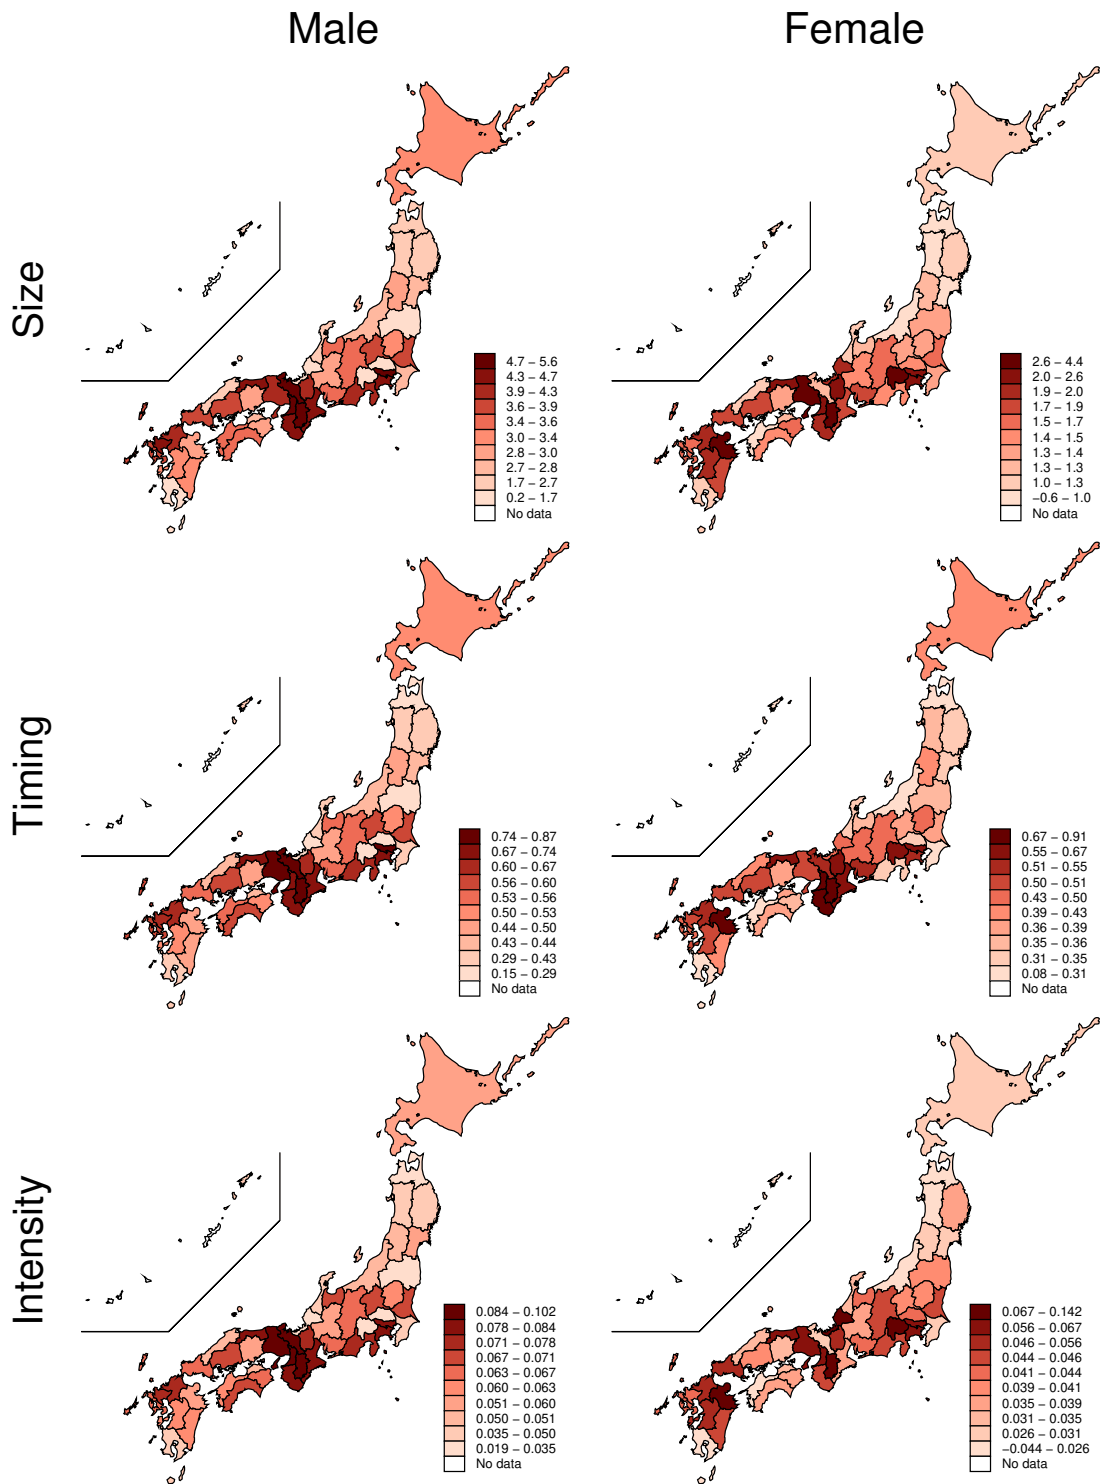 Male
Female
Size
4.7 − 5.6
4.3 − 4.7
3.9 − 4.3
3.6 − 3.9
3.4 − 3.6
3.0 − 3.4
2.8 − 3.0
2.7 − 2.8
1.7 − 2.7
0.2 − 1.7
No data
2.6 − 4.4
2.0 − 2.6
1.9 − 2.0
1.7 − 1.9
1.5 − 1.7
1.4 − 1.5
1.3 − 1.4
1.3 − 1.3
1.0 − 1.3
−0.6 − 1.0
No data
Timing
0.74 − 0.87
0.67 − 0.74
0.60 − 0.67
0.56 − 0.60
0.53 − 0.56
0.50 − 0.53
0.44 − 0.50
0.43 − 0.44
0.29 − 0.43
0.15 − 0.29
No data
0.67 − 0.91
0.55 − 0.67
0.51 − 0.55
0.50 − 0.51
0.43 − 0.50
0.39 − 0.43
0.36 − 0.39
0.35 − 0.36
0.31 − 0.35
0.08 − 0.31
No data
Intensity
0.084 − 0.102
0.078 − 0.084
0.071 − 0.078
0.067 − 0.071
0.063 − 0.067
0.060 − 0.063
0.051 − 0.060
0.050 − 0.051
0.035 − 0.050
0.019 − 0.035
No data
0.067 − 0.142
0.056 − 0.067
0.046 − 0.056
0.044 − 0.046
0.041 − 0.044
0.039 − 0.041
0.035 − 0.039
0.031 − 0.035
0.026 − 0.031
−0.044 − 0.026
No data